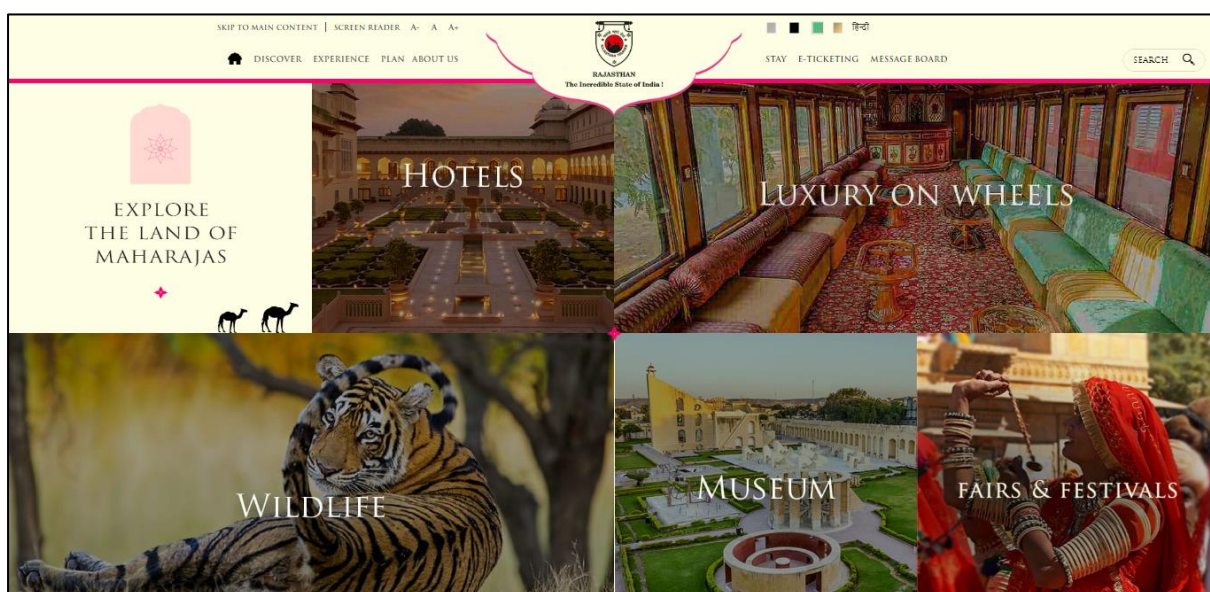 SKIP TO MAIN CONTENT | SCREEN READER A- A A+
हिन्दी
DISCOVER EXPERIENCE PLAN ABOUT US
RAJASTHAN
The Incredible State of India !
STAY E-TICKETING MESSAGE BOARD
SEARCH
EXPLORE
THE LAND OF
MAHARAJAS
HOTELS
LUXURY ON WHEELS
WILDLIFE
MUSEUM
FAIRS & FESTIVALS